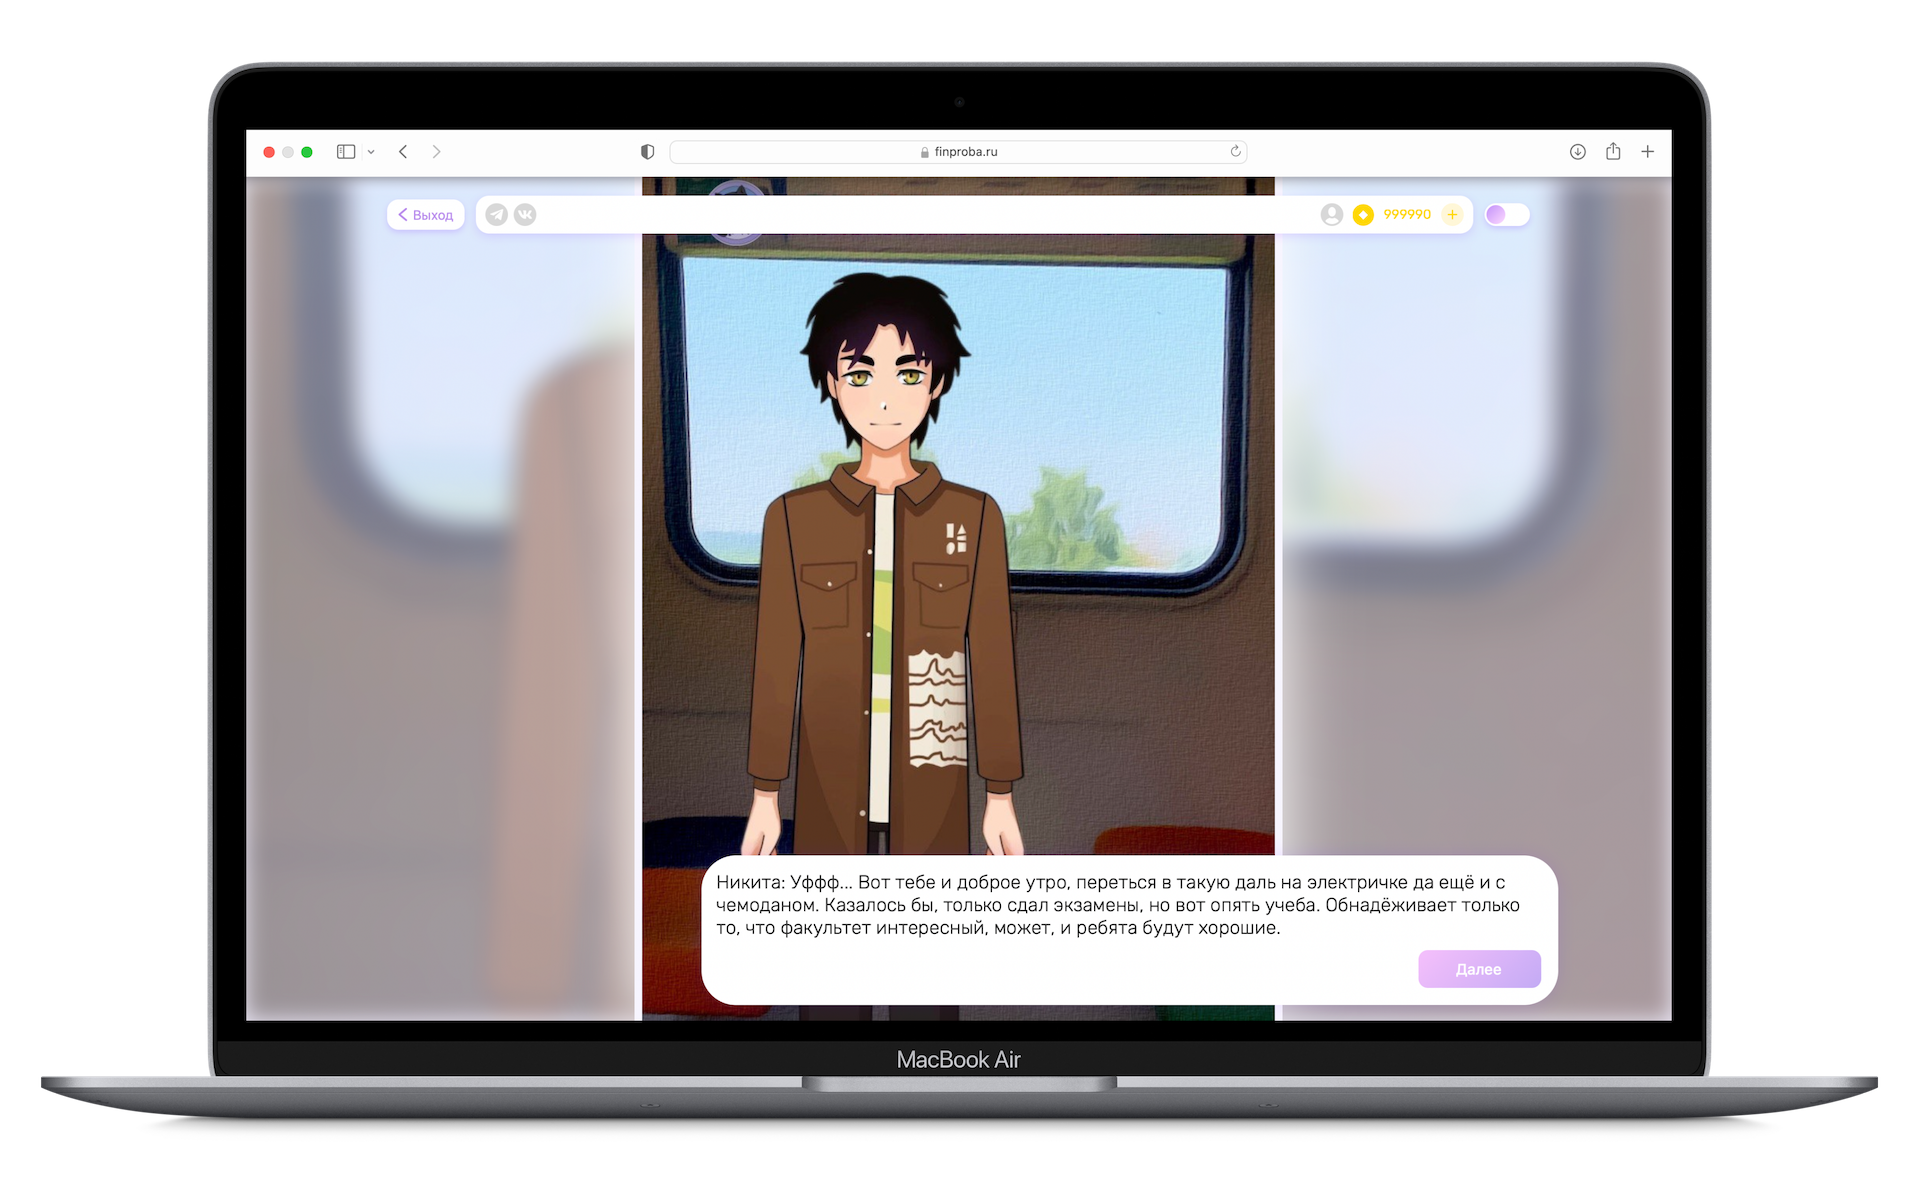 finproba.ru
Выход
999990
Никита: Уффф... Вот тебе и доброе утро, переться в такую даль на электричке да ещё и с
чемоданом. Казалось бы, только сдал экзамены, но вот опять учеба. Обнадёживает только
то, что факультет интересный, может, и ребята будут хорошие.
Далее
MacBook Air